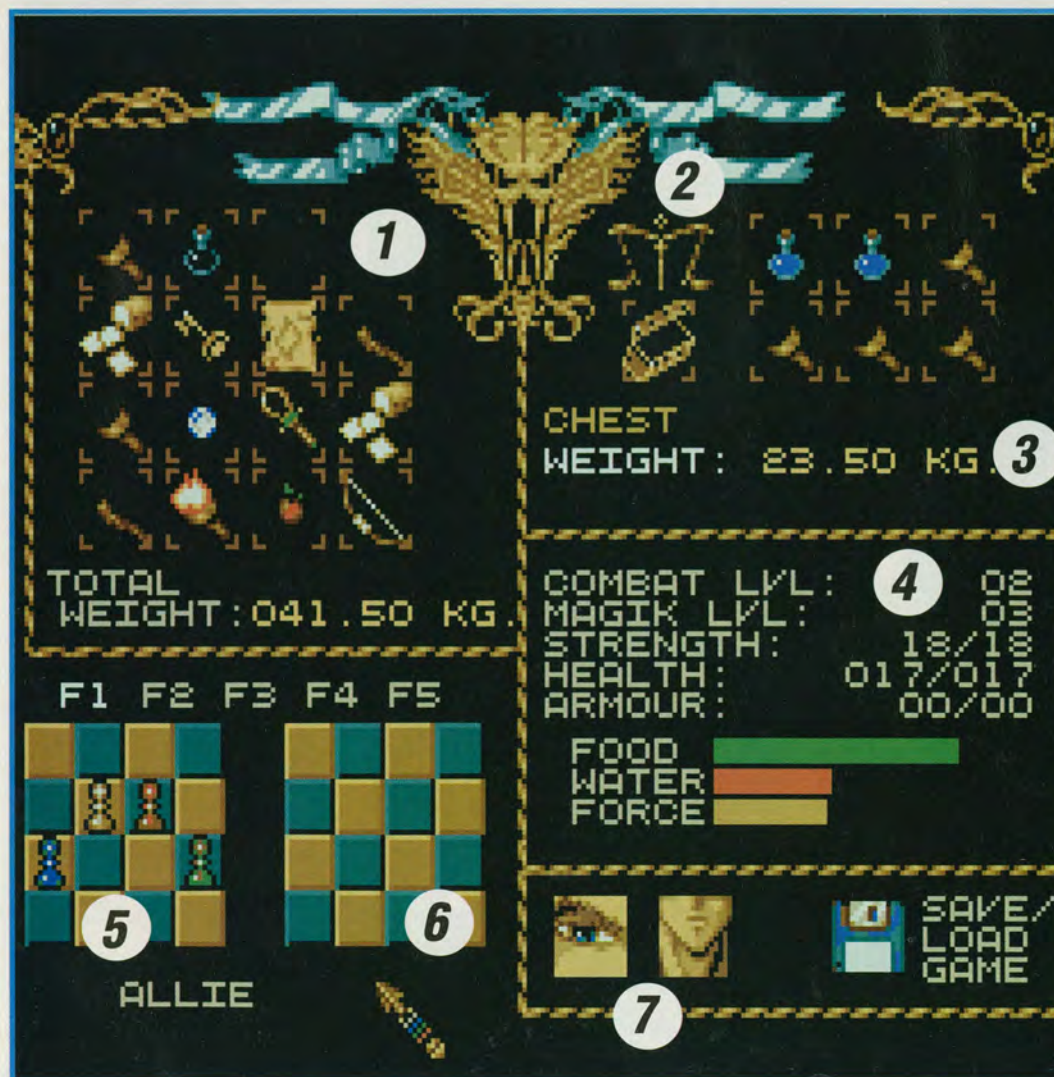 1
2
CHEST
WEIGHT: 23.50 KG.
3
TOTAL
WEIGHT:041.50 KG.
4
COMBAT LVL: 02
MAGIK LVL: 03
STRENGTH: 18/18
HEALTH: 017/017
ARMOUR: 00/00
FOOD
WATER
FORCE
F1 F2 F3 F4 F5
5
6
ALLIE
7
SAVE/
LOAD
GAME